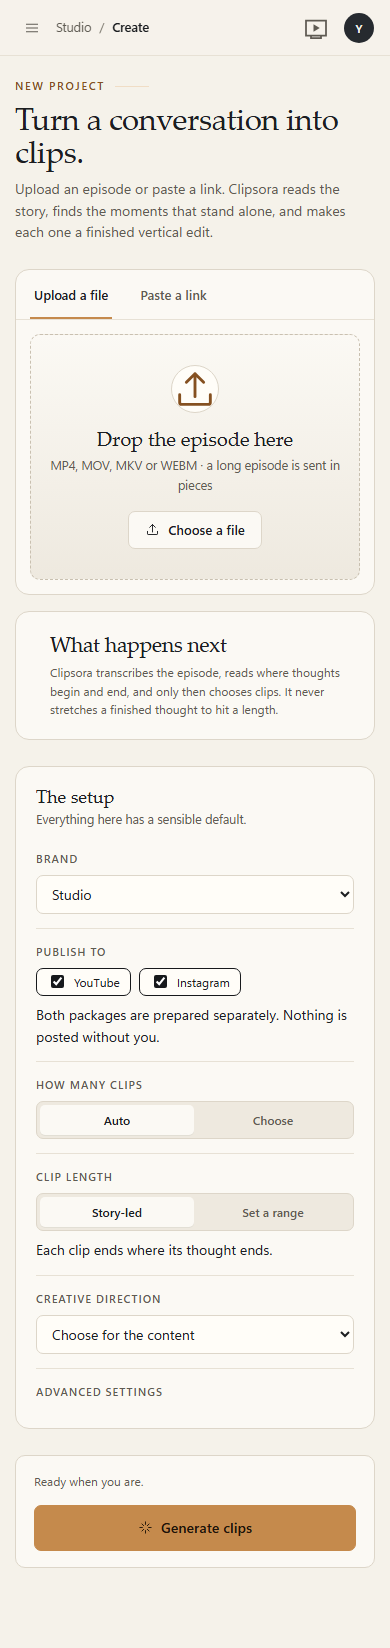 Studio / Create
Y
NEW PROJECT
Turn a conversation into
clips.
Upload an episode or paste a link. Clipsora reads the
story, finds the moments that stand alone, and makes
each one a finished vertical edit.
Upload a file
Paste a link
Drop the episode here
MP4, MOV, MKV or WEBM · a long episode is sent in
pieces
Choose a file
What happens next
Clipsora transcribes the episode, reads where thoughts
begin and end, and only then chooses clips. It never
stretches a finished thought to hit a length.
The setup
Everything here has a sensible default.
BRAND
Studio
PUBLISH TO
YouTube
Instagram
Both packages are prepared separately. Nothing is
posted without you.
HOW MANY CLIPS
Auto
Choose
CLIP LENGTH
Story-led
Set a range
Each clip ends where its thought ends.
CREATIVE DIRECTION
Choose for the content
ADVANCED SETTINGS
Ready when you are.
Generate clips